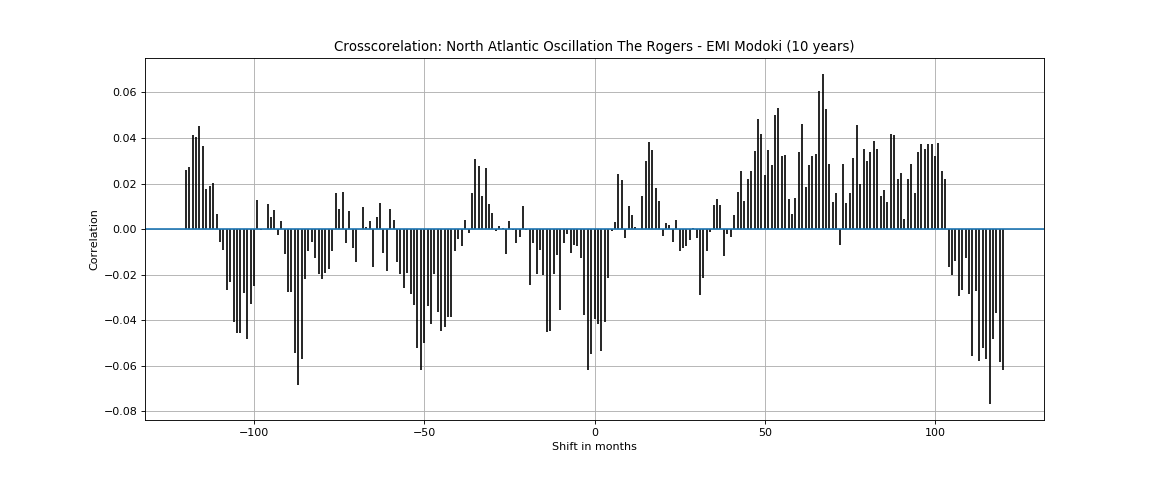 Crosscorelation: North Atlantic Oscillation The Rogers - EMI Modoki (10 years)
0.06
0.04
0.02
0.00
−0.02
−0.04
−0.06
−0.08
Correlation
−100 −50 0 50 100
Shift in months